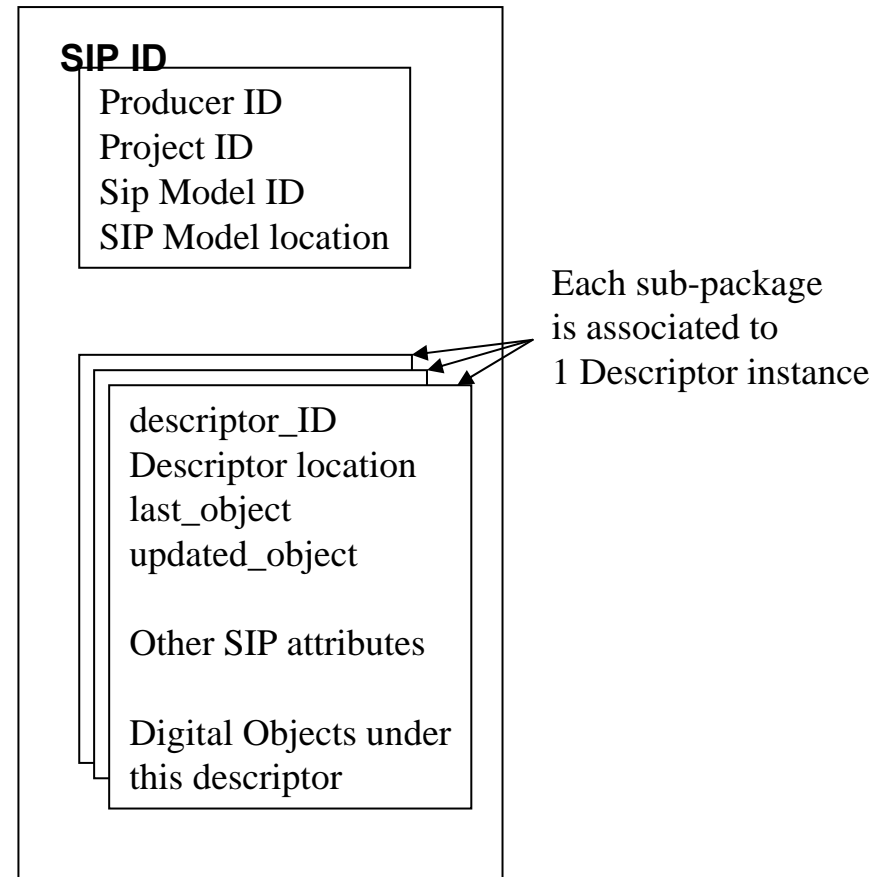 SIP ID
Producer ID
Project ID
Sip Model ID
SIP Model location
Each sub-package
is associated to
1 Descriptor instance
descriptor_ID
Descriptor location
last_object
updated_object
Other SIP attributes
Digital Objects under
this descriptor